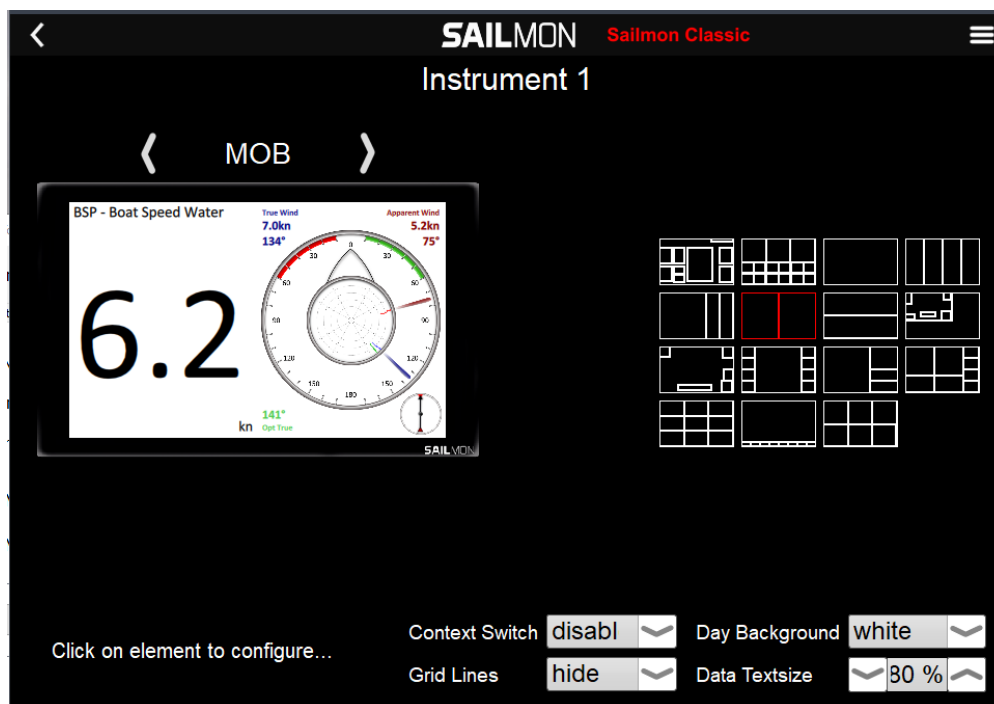 SAILMON Sailmon Classic
Instrument 1
MOB
BSP - Boat Speed Water
True Wind
7.0kn
134°
Apparent Wind
5.2kn
75°
6.2
kn
0
30 30
60 60
90 90
120 120
150 150
180
141°
Opt True
SAILMON
Click on element to configure...
Context Switch disabl
Day Background white
Grid Lines hide
Data Textsize 80 %